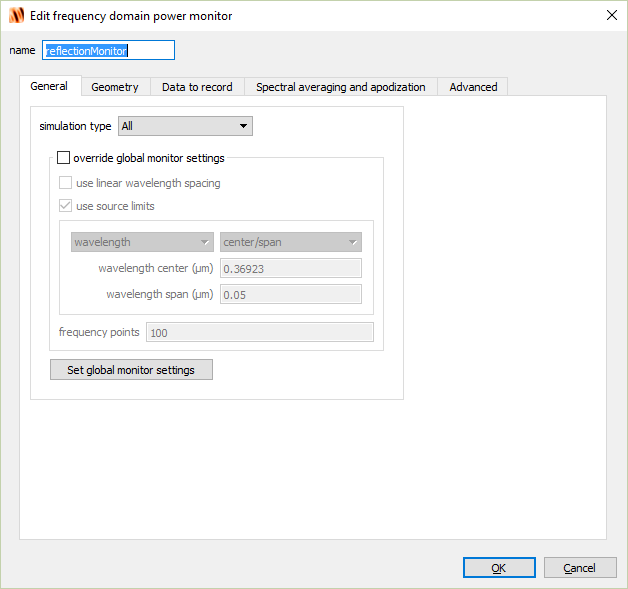 Edit frequency domain power monitor
name reflectionMonitor
General Geometry Data to record Spectral averaging and apodization Advanced
simulation type All
override global monitor settings
use linear wavelength spacing
use source limits
wavelength center/span
wavelength center (µm) 0.36923
wavelength span (µm) 0.05
frequency points 100
Set global monitor settings
OK Cancel